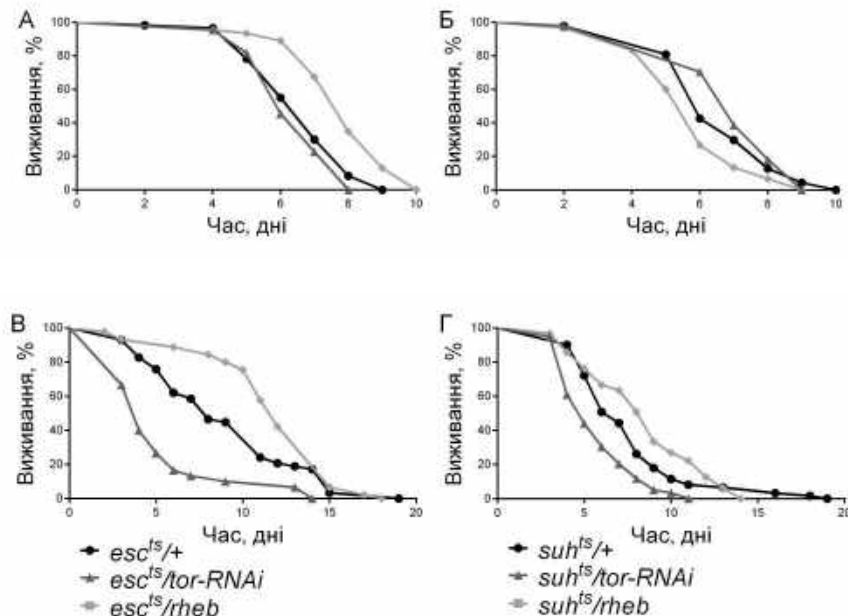 А
Виживання, %
100
80
60
40
20
0
0 2 4 6 8 10
Час, дні
Б
Виживання, %
100
80
60
40
20
0
0 2 4 6 8 10
Час, дні
В
Виживання, %
100
80
60
40
20
0
0 5 10 15 20
Час, дні
esc^ts/+
esc^ts/tor-RNAi
esc^ts/rheb
Г
Виживання, %
100
80
60
40
20
0
0 5 10 15 20
Час, дні
suh^ts/+
suh^ts/tor-RNAi
suh^ts/rheb